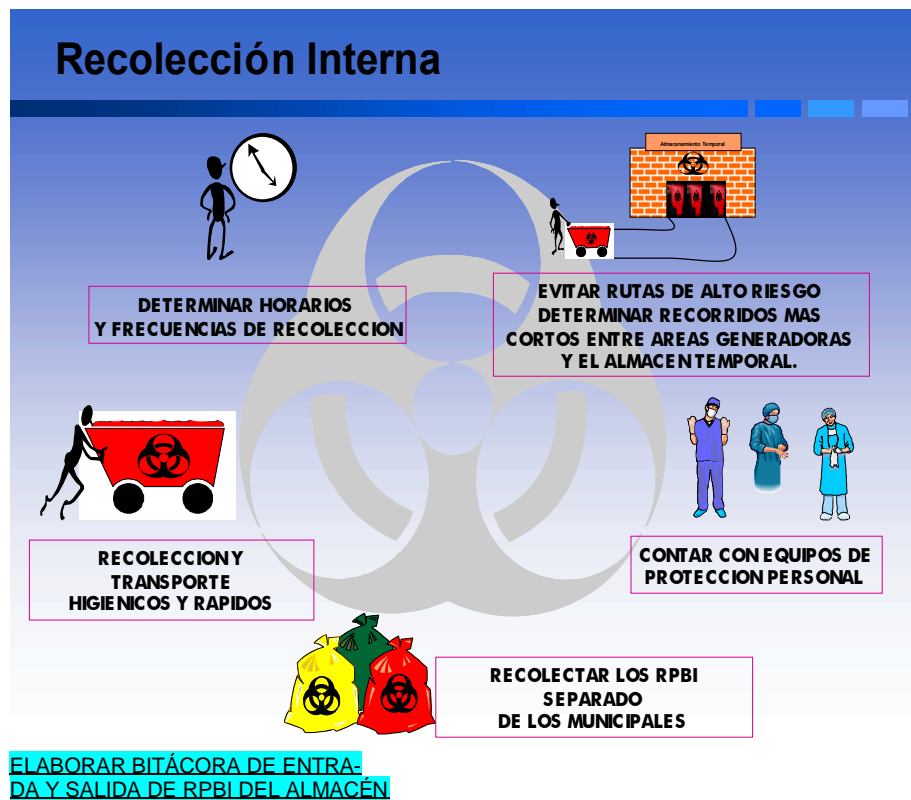 Recolección Interna
Almacenamiento Temporal
DETERMINAR HORARIOS
Y FRECUENCIAS DE RECOLECCION
EVITAR RUTAS DE ALTO RIESGO
DETERMINAR RECORRIDOS MAS
CORTOS ENTRE AREAS GENERADORAS
Y EL ALMACEN TEMPORAL.
RECOLECCION Y
TRANSPORTE
HIGIENICOS Y RAPIDOS
CONTAR CON EQUIPOS DE
PROTECCION PERSONAL
RECOLECTAR LOS RPBI
SEPARADO
DE LOS MUNICIPALES
ELABORAR BITÁCORA DE ENTRA-
DA Y SALIDA DE RPBI DEL ALMACÉN